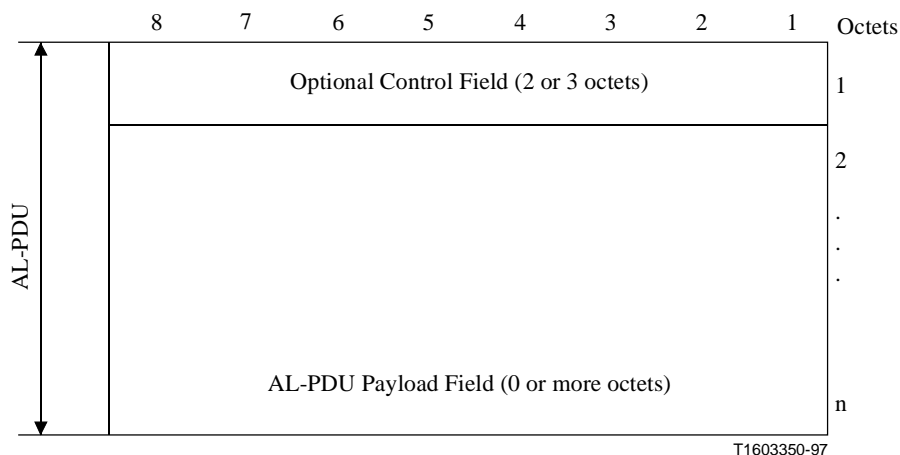 8 7 6 5 4 3 2 1 Octets
Optional Control Field (2 or 3 octets) 1
2
.
.
.
AL-PDU
AL-PDU Payload Field (0 or more octets)
n
T1603350-97